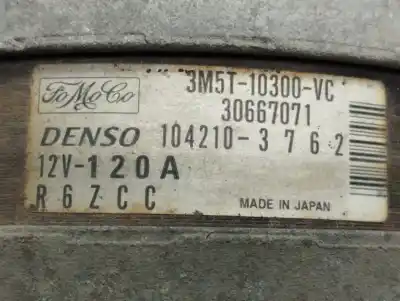 FoMoCo 3M5T-10300-VC
30667071
DENSO 104210-3762
12V-120A
R6ZCC
MADE IN JAPAN